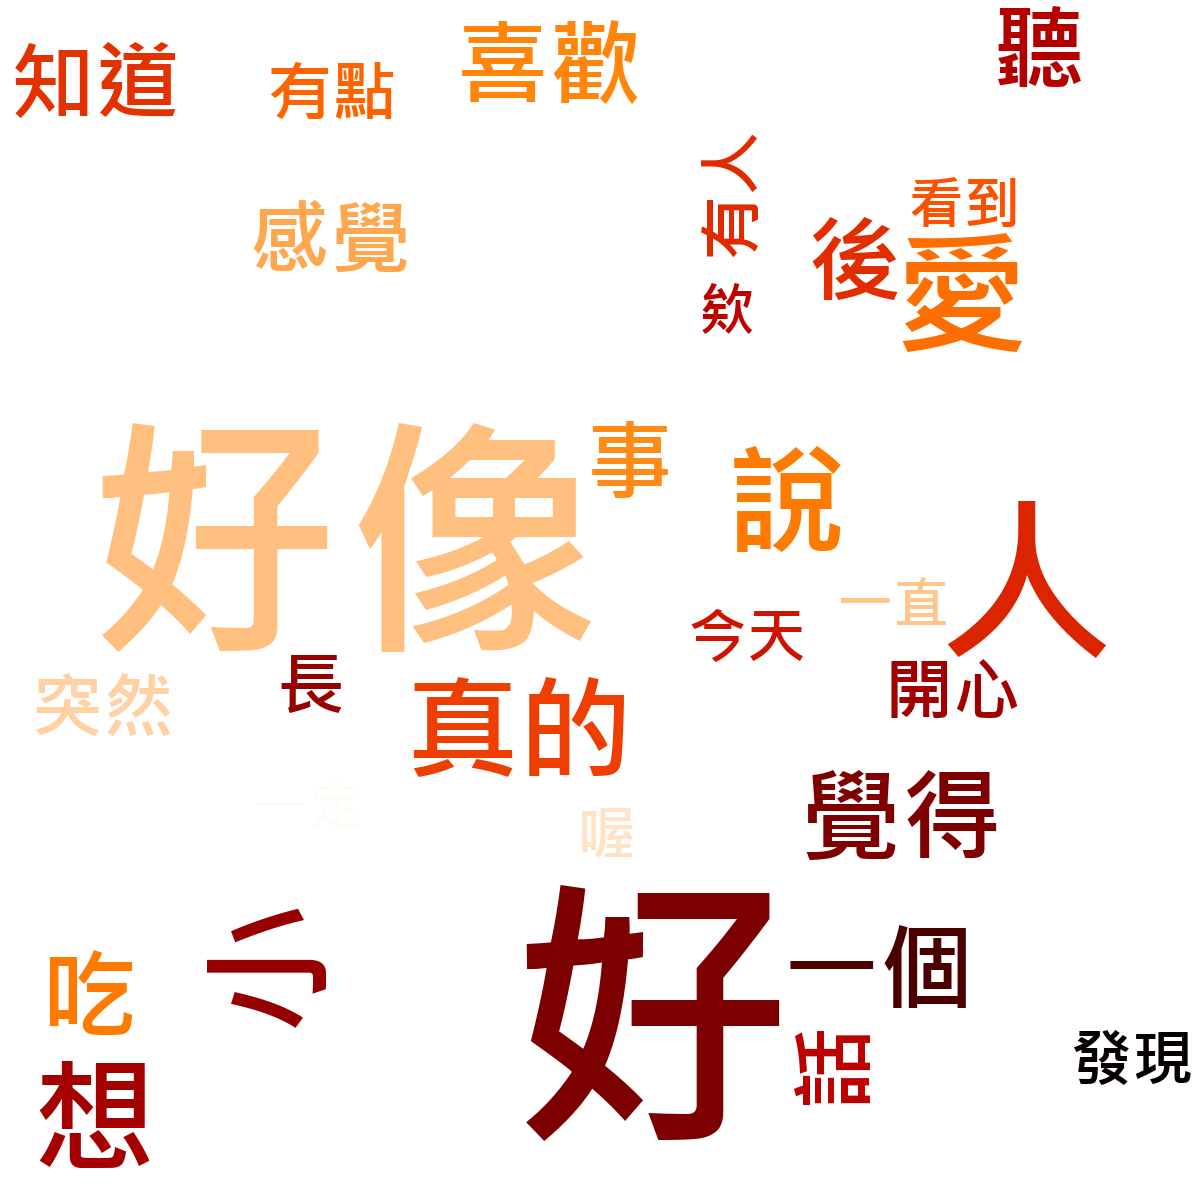 知道
有點
喜歡
聽
有人
看到
感覺
後
愛
欸
好像
事
說
人
一直
今天
突然
長
真的
開心
一定
喔
覺得
好
小
一個
吃
話
發現
想